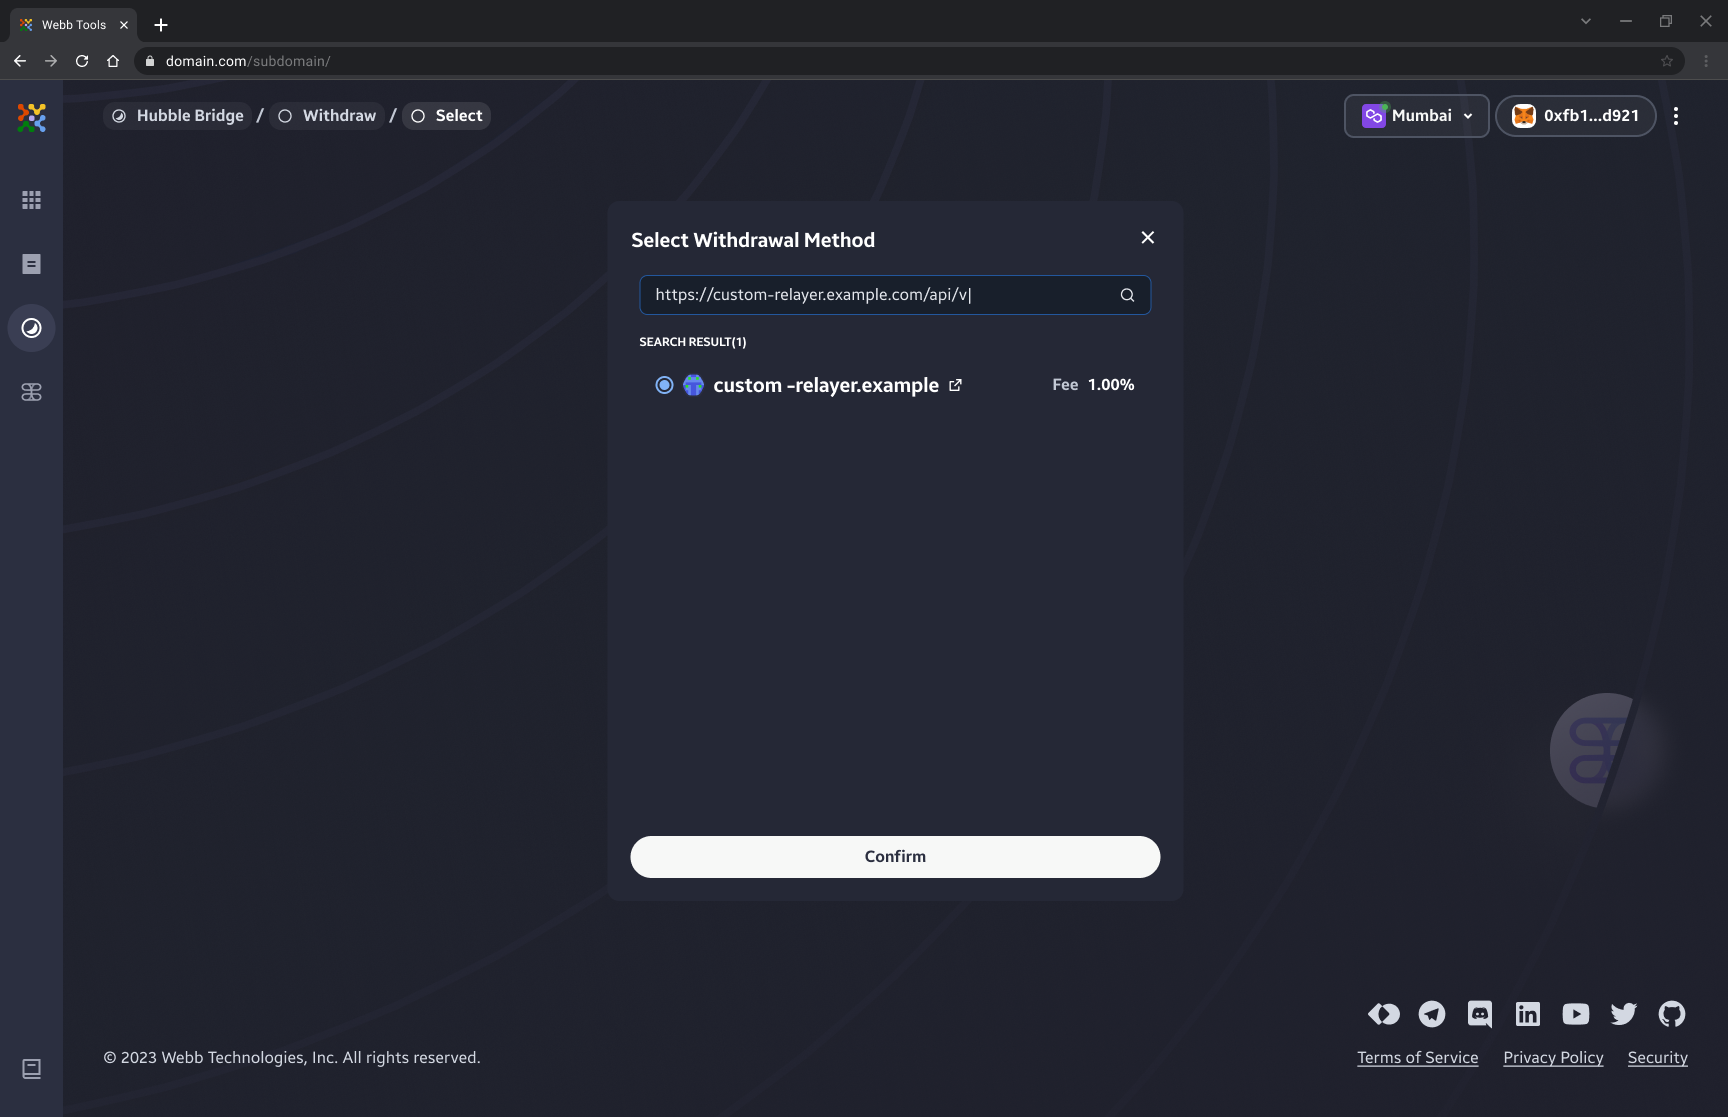 Webb Tools
domain.com/subdomain/
Hubble Bridge / Withdraw / Select
Mumbai
0xfb1...d921
Select Withdrawal Method
https://custom-relayer.example.com/api/v|
SEARCH RESULT(1)
custom -relayer.example
Fee 1.00%
Confirm
© 2023 Webb Technologies, Inc. All rights reserved.
Terms of Service
Privacy Policy
Security